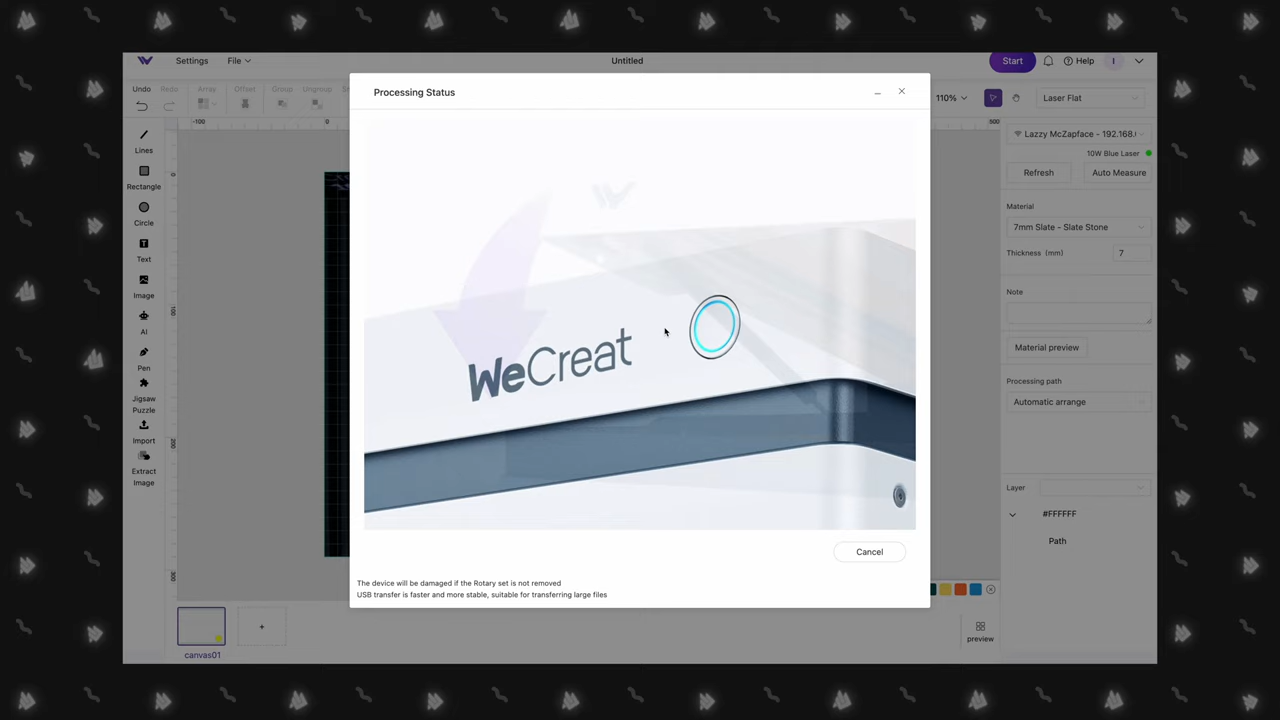 Settings
File
Untitled
Start
Help
I
Undo
Redo
Array
Offset
Group
Ungroup
110%
Laser Flat
-100
0
500
Lines
Rectangle
Circle
Text
Image
AI
Pen
Jigsaw
Puzzle
Import
Extract
Image
0
100
200
300
Processing Status
WeCreat
Cancel
The device will be damaged if the Rotary set is not removed
USB transfer is faster and more stable, suitable for transferring large files
Lazzy McZapface - 192.168.
10W Blue Laser
Refresh
Auto Measure
Material
7mm Slate - Slate Stone
Thickness (mm)
7
Note
Material preview
Processing path
Automatic arrange
Layer
#FFFFFF
Path
preview
+
canvas01